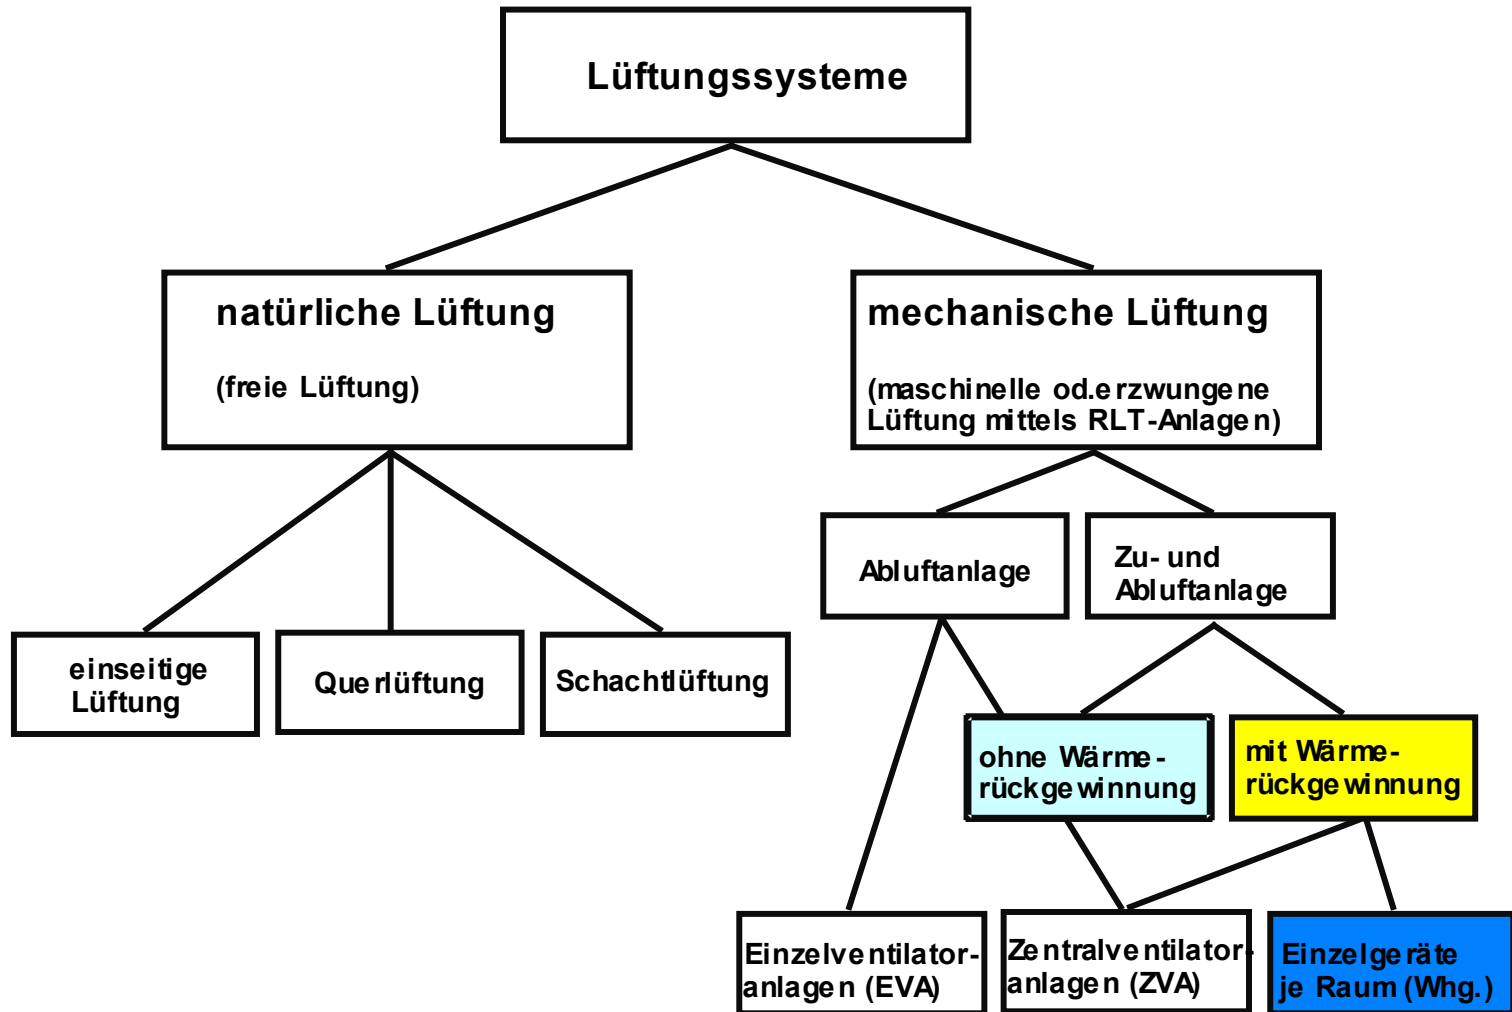 Lüftungssysteme
natürliche Lüftung
(freie Lüftung)
mechanische Lüftung
(maschinelle od.erzwungene
Lüftung mittels RLT-Anlagen)
Abluftanlage
Zu- und
Abluftanlage
einseitige
Lüftung
Querlüftung
Schachtlüftung
ohne Wärme-
rückgewinnung
mit Wärme-
rückgewinnung
Einzelventilator-
anlagen (EVA)
Zentralventilator-
anlagen (ZVA)
Einzelgeräte
je Raum (Whg.)